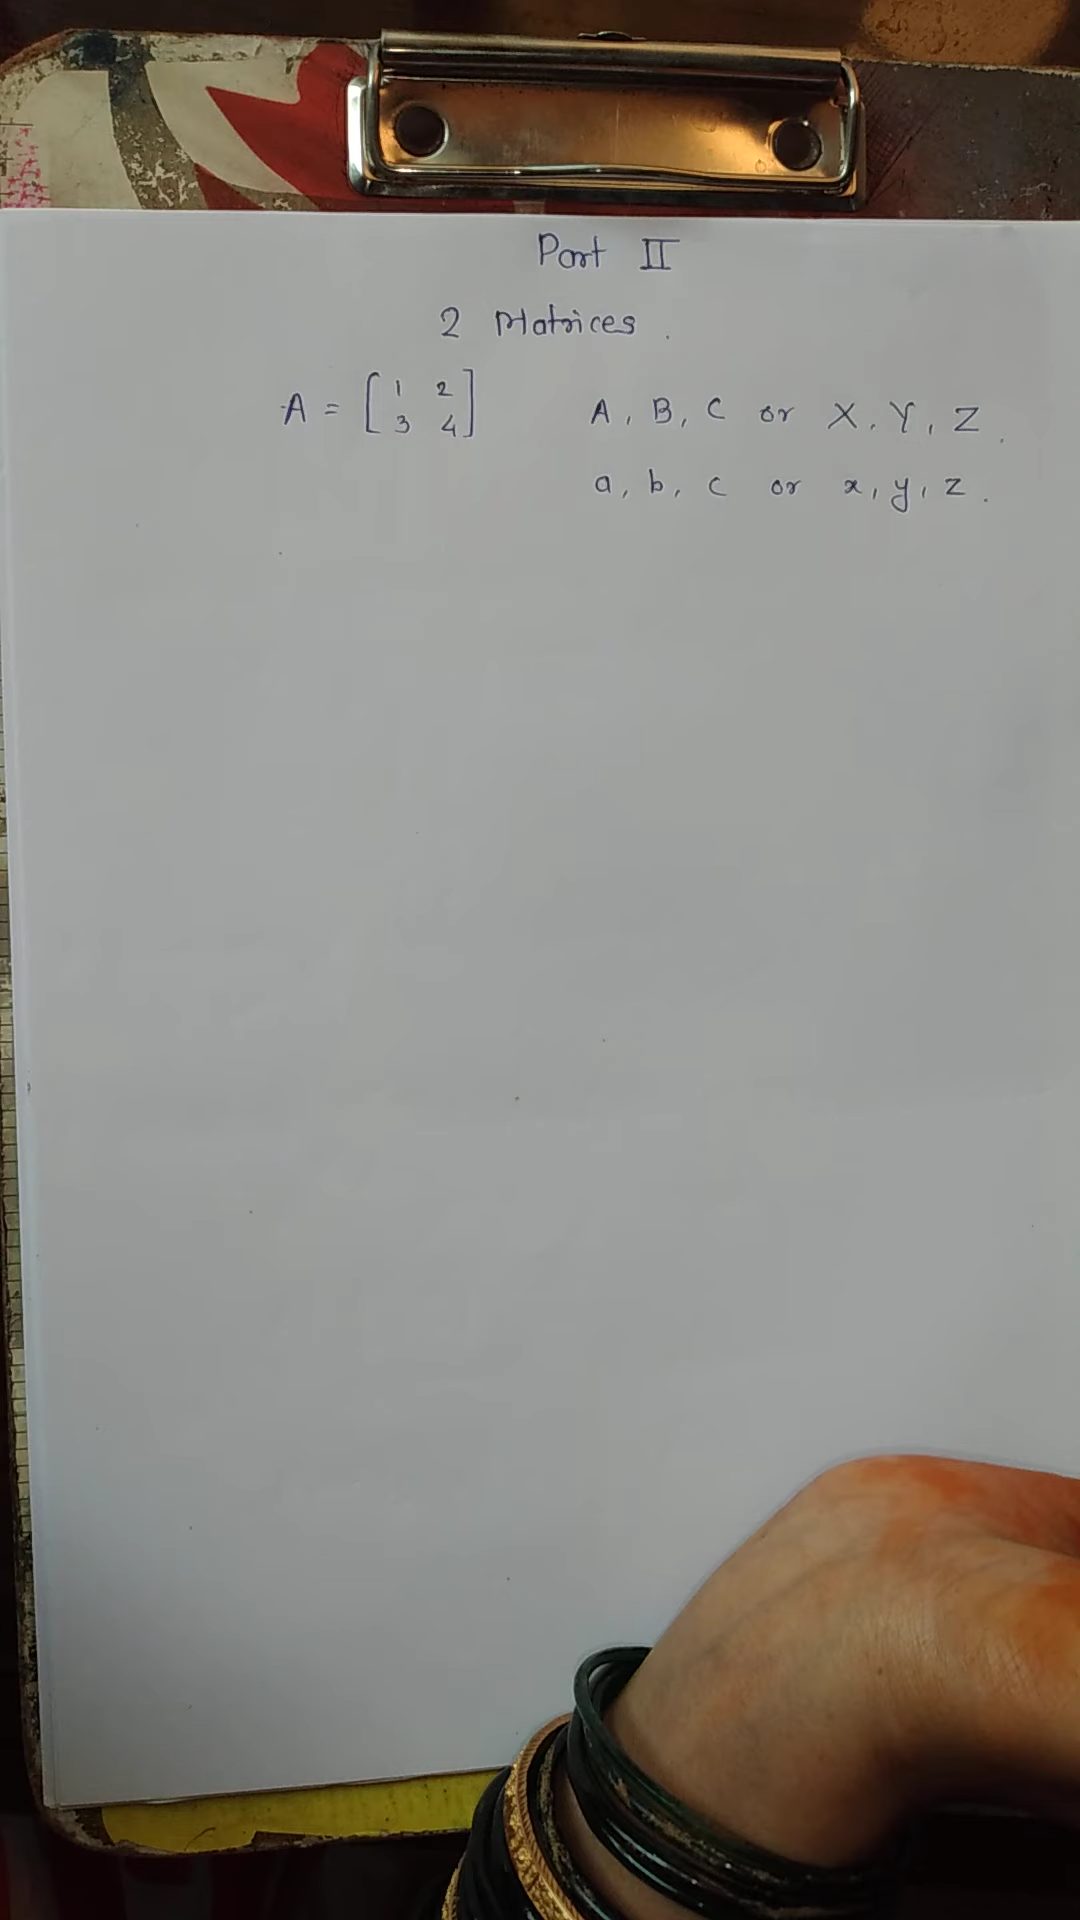 Part II
2 Matrices.
A = [ 1 2
3 4 ] A, B, C or X, Y, Z.
a, b, c or x, y, z.